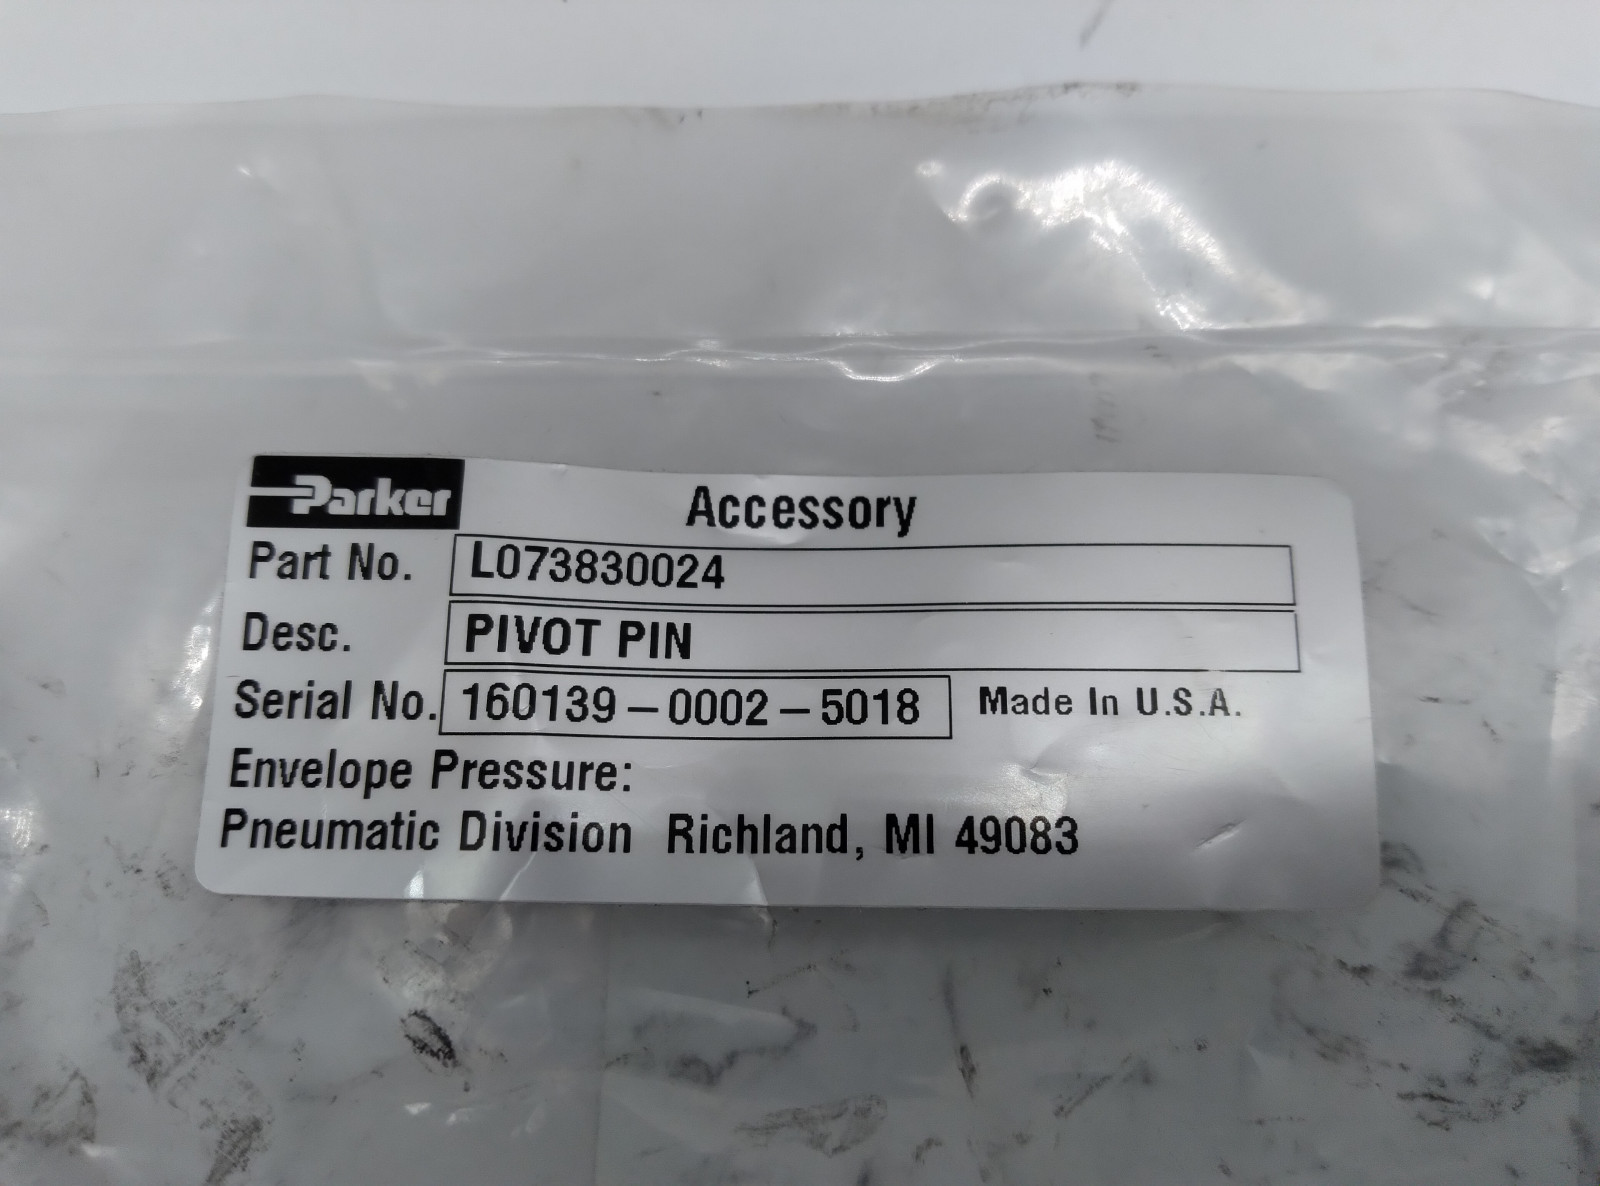 Parker Accessory
Part No. L073830024
Desc. PIVOT PIN
Serial No. 160139-0002-5018 Made In U.S.A.
Envelope Pressure:
Pneumatic Division Richland, MI 49083